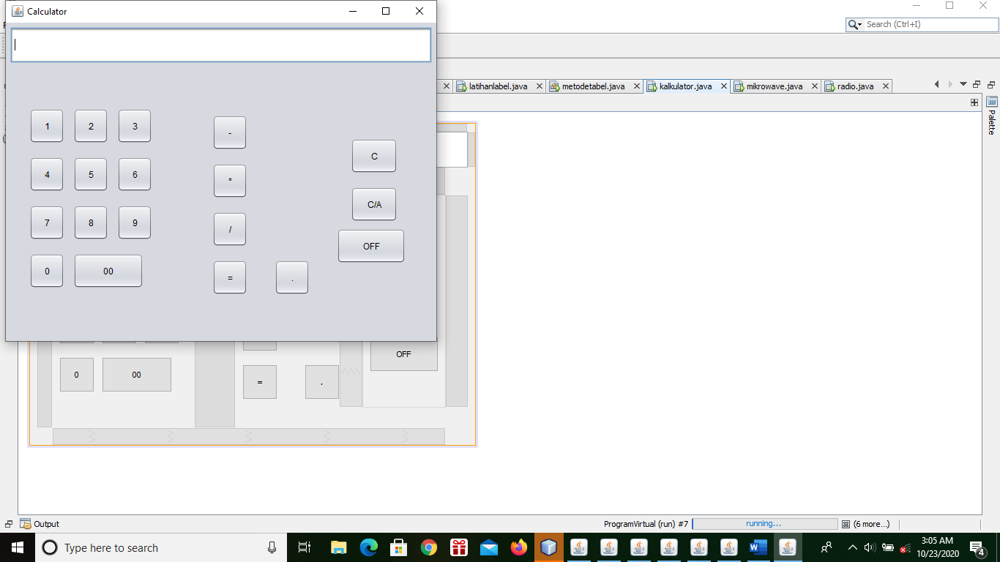 Calculator
Search (Ctrl+I)
latihanlabel.java
metodetabel.java
kalkulator.java
mikrowave.java
radio.java
Palette
1 2 3 -
C
4 5 6 *
C/A
7 8 9 /
OFF
0 00 = .
OFF
0 00 = .
Output
ProgramVirtual (run) #7
running...
(6 more...)
Type here to search
3:05 AM
10/23/2020
4